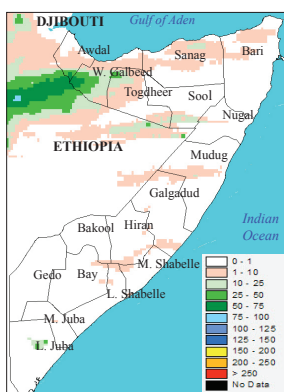 DJIBOUTI
Gulf of Aden
Awdal
Sanag
Bari
W. Galbeed
Togdheer
Sool
Nugal
ETHIOPIA
Mudug
Galgadud
Indian
Ocean
Hiran
Bakool
M. Shabelle
Gedo
Bay
L. Shabelle
M. Juba
L. Juba
0 - 1
1 - 10
10 - 25
25 - 50
50 - 75
75 - 100
100 - 125
125 - 150
150 - 200
200 - 250
> 250
No Data